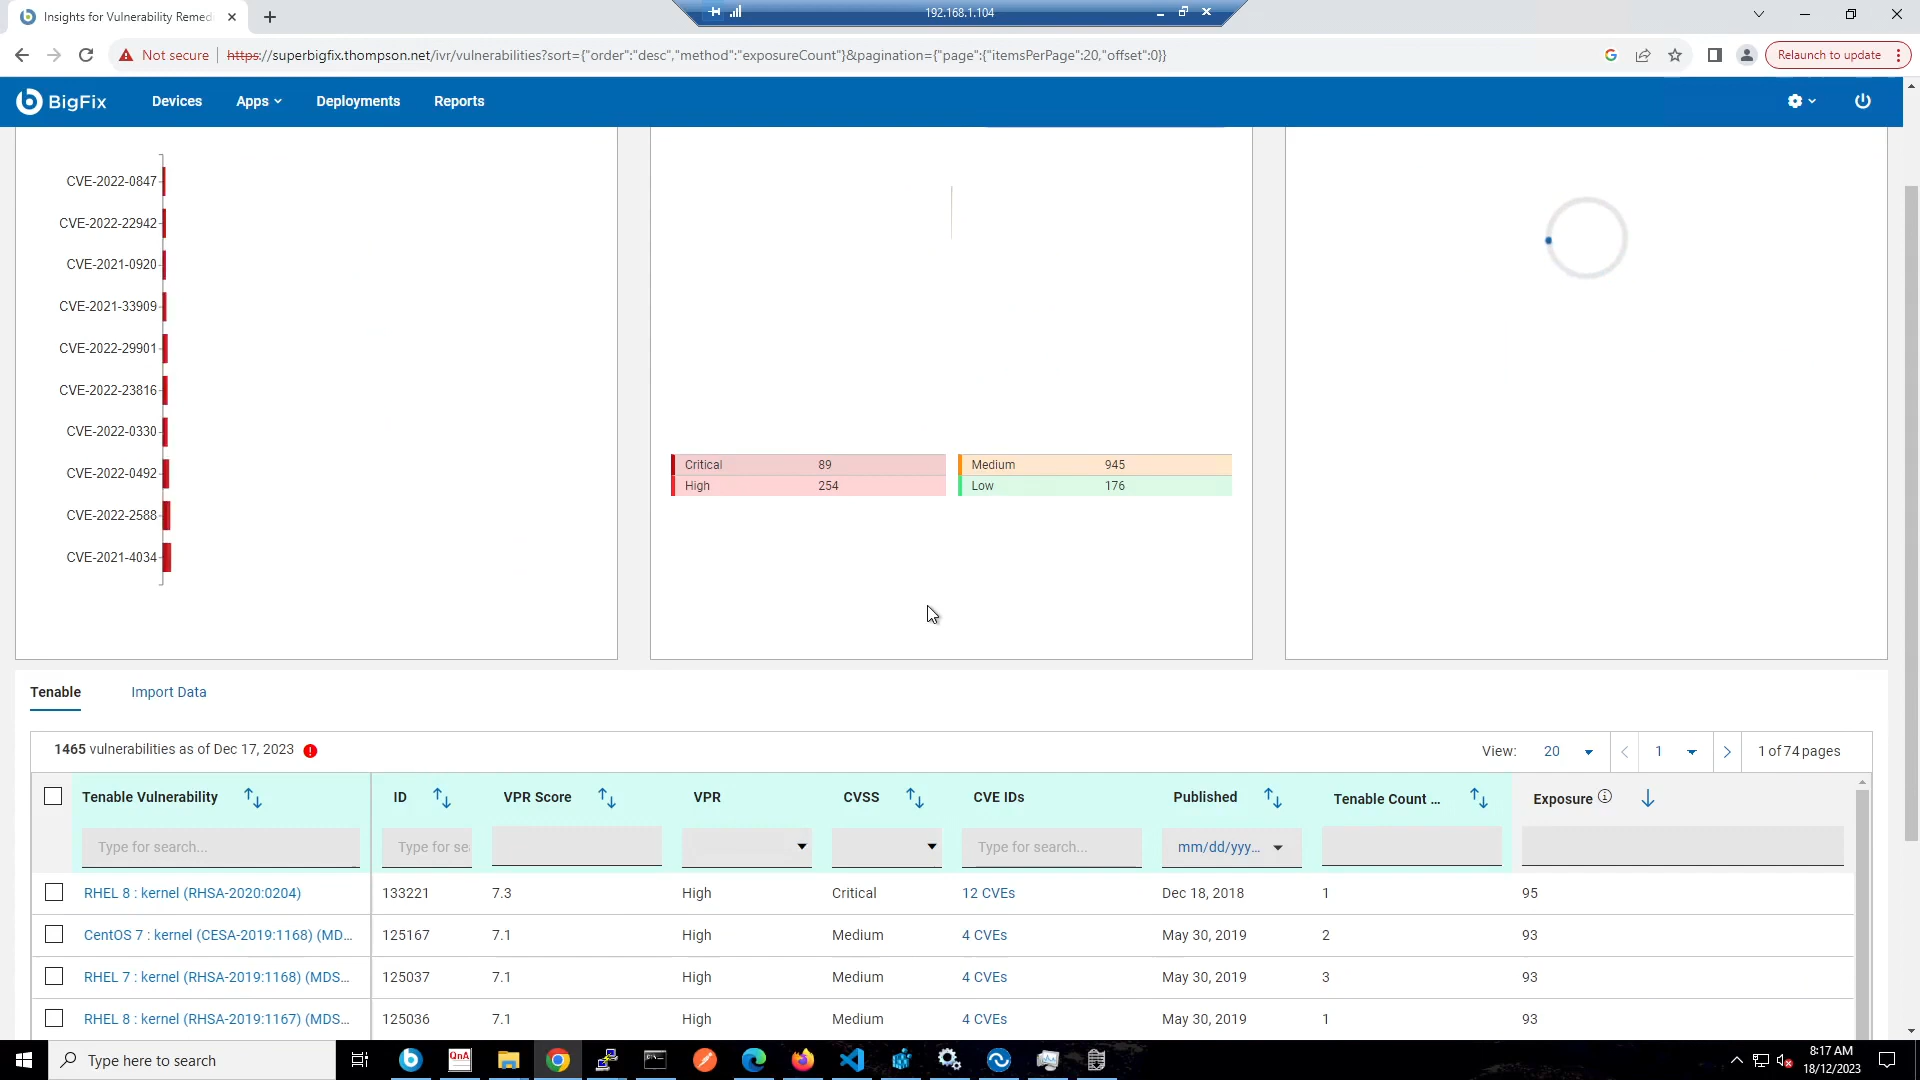 Insights for Vulnerability Remed
192.168.1.104
Not secure
https://superbigfix.thompson.net/ivr/vulnerabilities?sort={"order":"desc","method":"exposureCount"}&pagination={"page":{"itemsPerPage":20,"offset":0}}
Relaunch to update
BigFix
Devices
Apps
Deployments
Reports
CVE-2022-0847
CVE-2022-22942
CVE-2021-0920
CVE-2021-33909
CVE-2022-29901
CVE-2022-23816
CVE-2022-0330
CVE-2022-0492
CVE-2022-2588
CVE-2021-4034
Critical 89
High 254
Medium 945
Low 176
Tenable
Import Data
1465 vulnerabilities as of Dec 17, 2023
View: 20 1 1 of 74 pages
Tenable Vulnerability ID VPR Score VPR CVSS CVE IDs Published Tenable Count ... Exposure
Type for search... Type for se Type for search... mm/dd/yyy...
RHEL 8 : kernel (RHSA-2020:0204) 133221 7.3 High Critical 12 CVEs Dec 18, 2018 1 95
CentOS 7 : kernel (CESA-2019:1168) (MD... 125167 7.1 High Medium 4 CVEs May 30, 2019 2 93
RHEL 7 : kernel (RHSA-2019:1168) (MDS... 125037 7.1 High Medium 4 CVEs May 30, 2019 3 93
RHEL 8 : kernel (RHSA-2019:1167) (MDS... 125036 7.1 High Medium 4 CVEs May 30, 2019 1 93
Type here to search
QnA
8:17 AM
18/12/2023